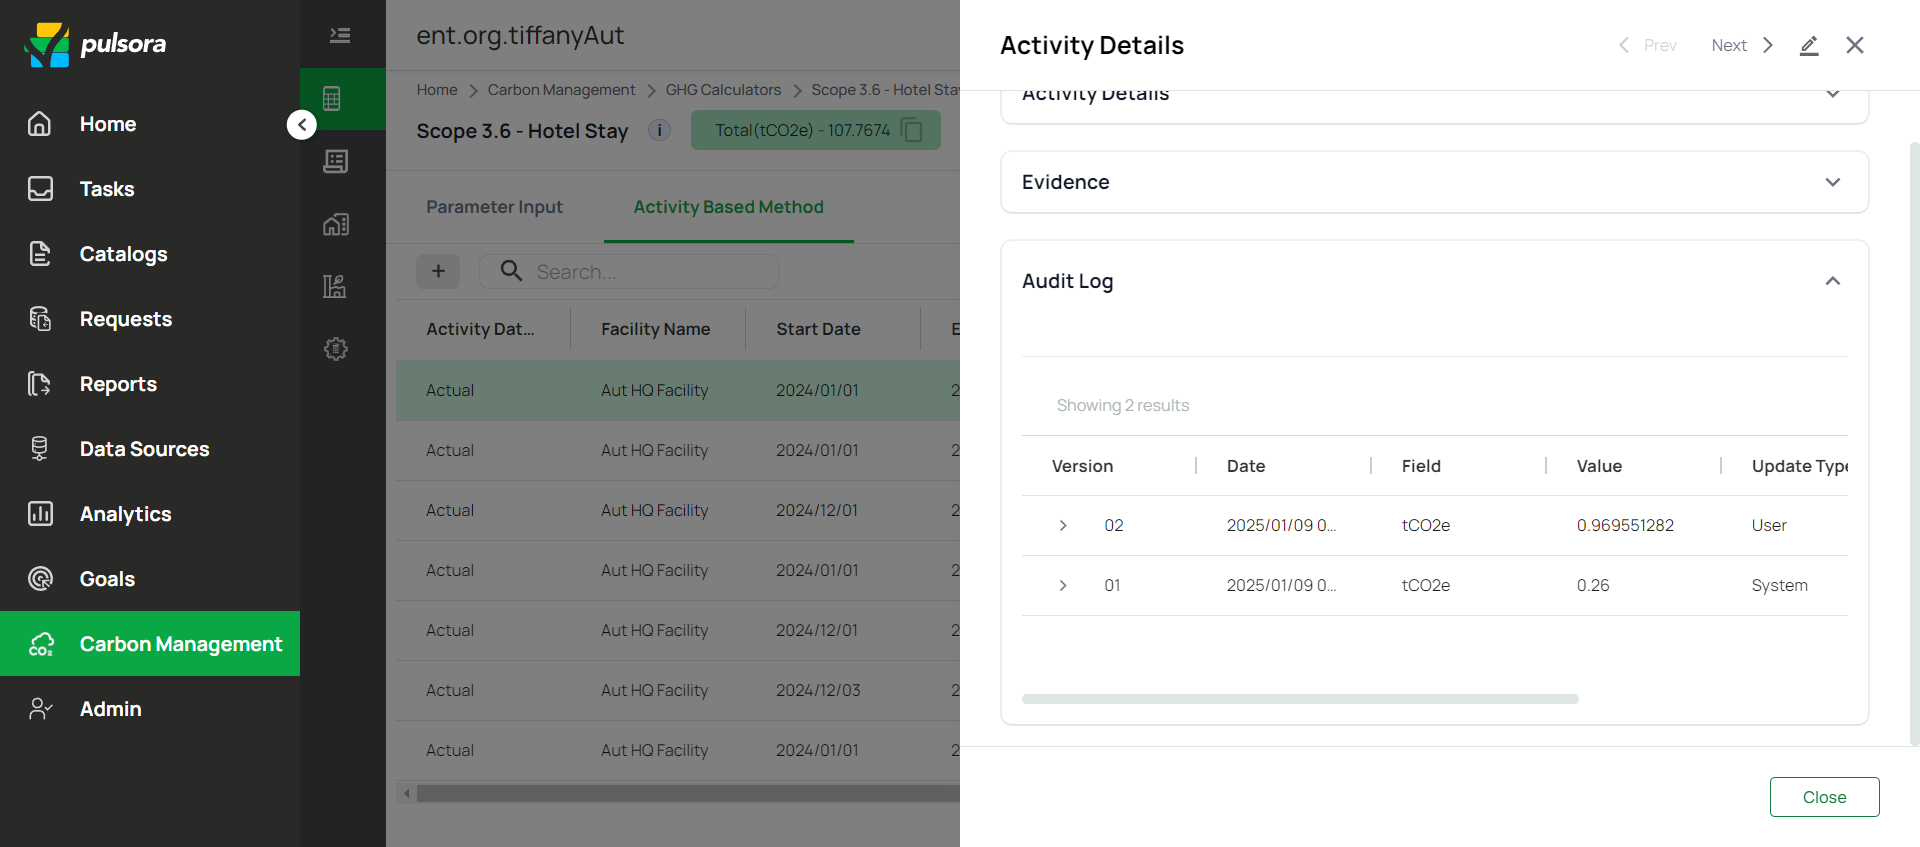 pulsora
Home
Tasks
Catalogs
Requests
Reports
Data Sources
Analytics
Goals
CO₂ Carbon Management
Admin
ent.org.tiffanyAut
Home > Carbon Management > GHG Calculators > Scope 3.6 - Hotel Sta
Scope 3.6 - Hotel Stay i Total(tCO2e) - 107.7674
Parameter Input Activity Based Method
+ Search...
Activity Dat... Facility Name Start Date E
Actual Aut HQ Facility 2024/01/01 2
Actual Aut HQ Facility 2024/01/01 2
Actual Aut HQ Facility 2024/12/01 2
Actual Aut HQ Facility 2024/01/01 2
Actual Aut HQ Facility 2024/12/01 2
Actual Aut HQ Facility 2024/12/03 2
Actual Aut HQ Facility 2024/01/01 2
Activity Details
Prev Next
Activity Details
Evidence
Audit Log
Showing 2 results
Version Date Field Value Update Type
02 2025/01/09 0... tCO2e 0.969551282 User
01 2025/01/09 0... tCO2e 0.26 System
Close